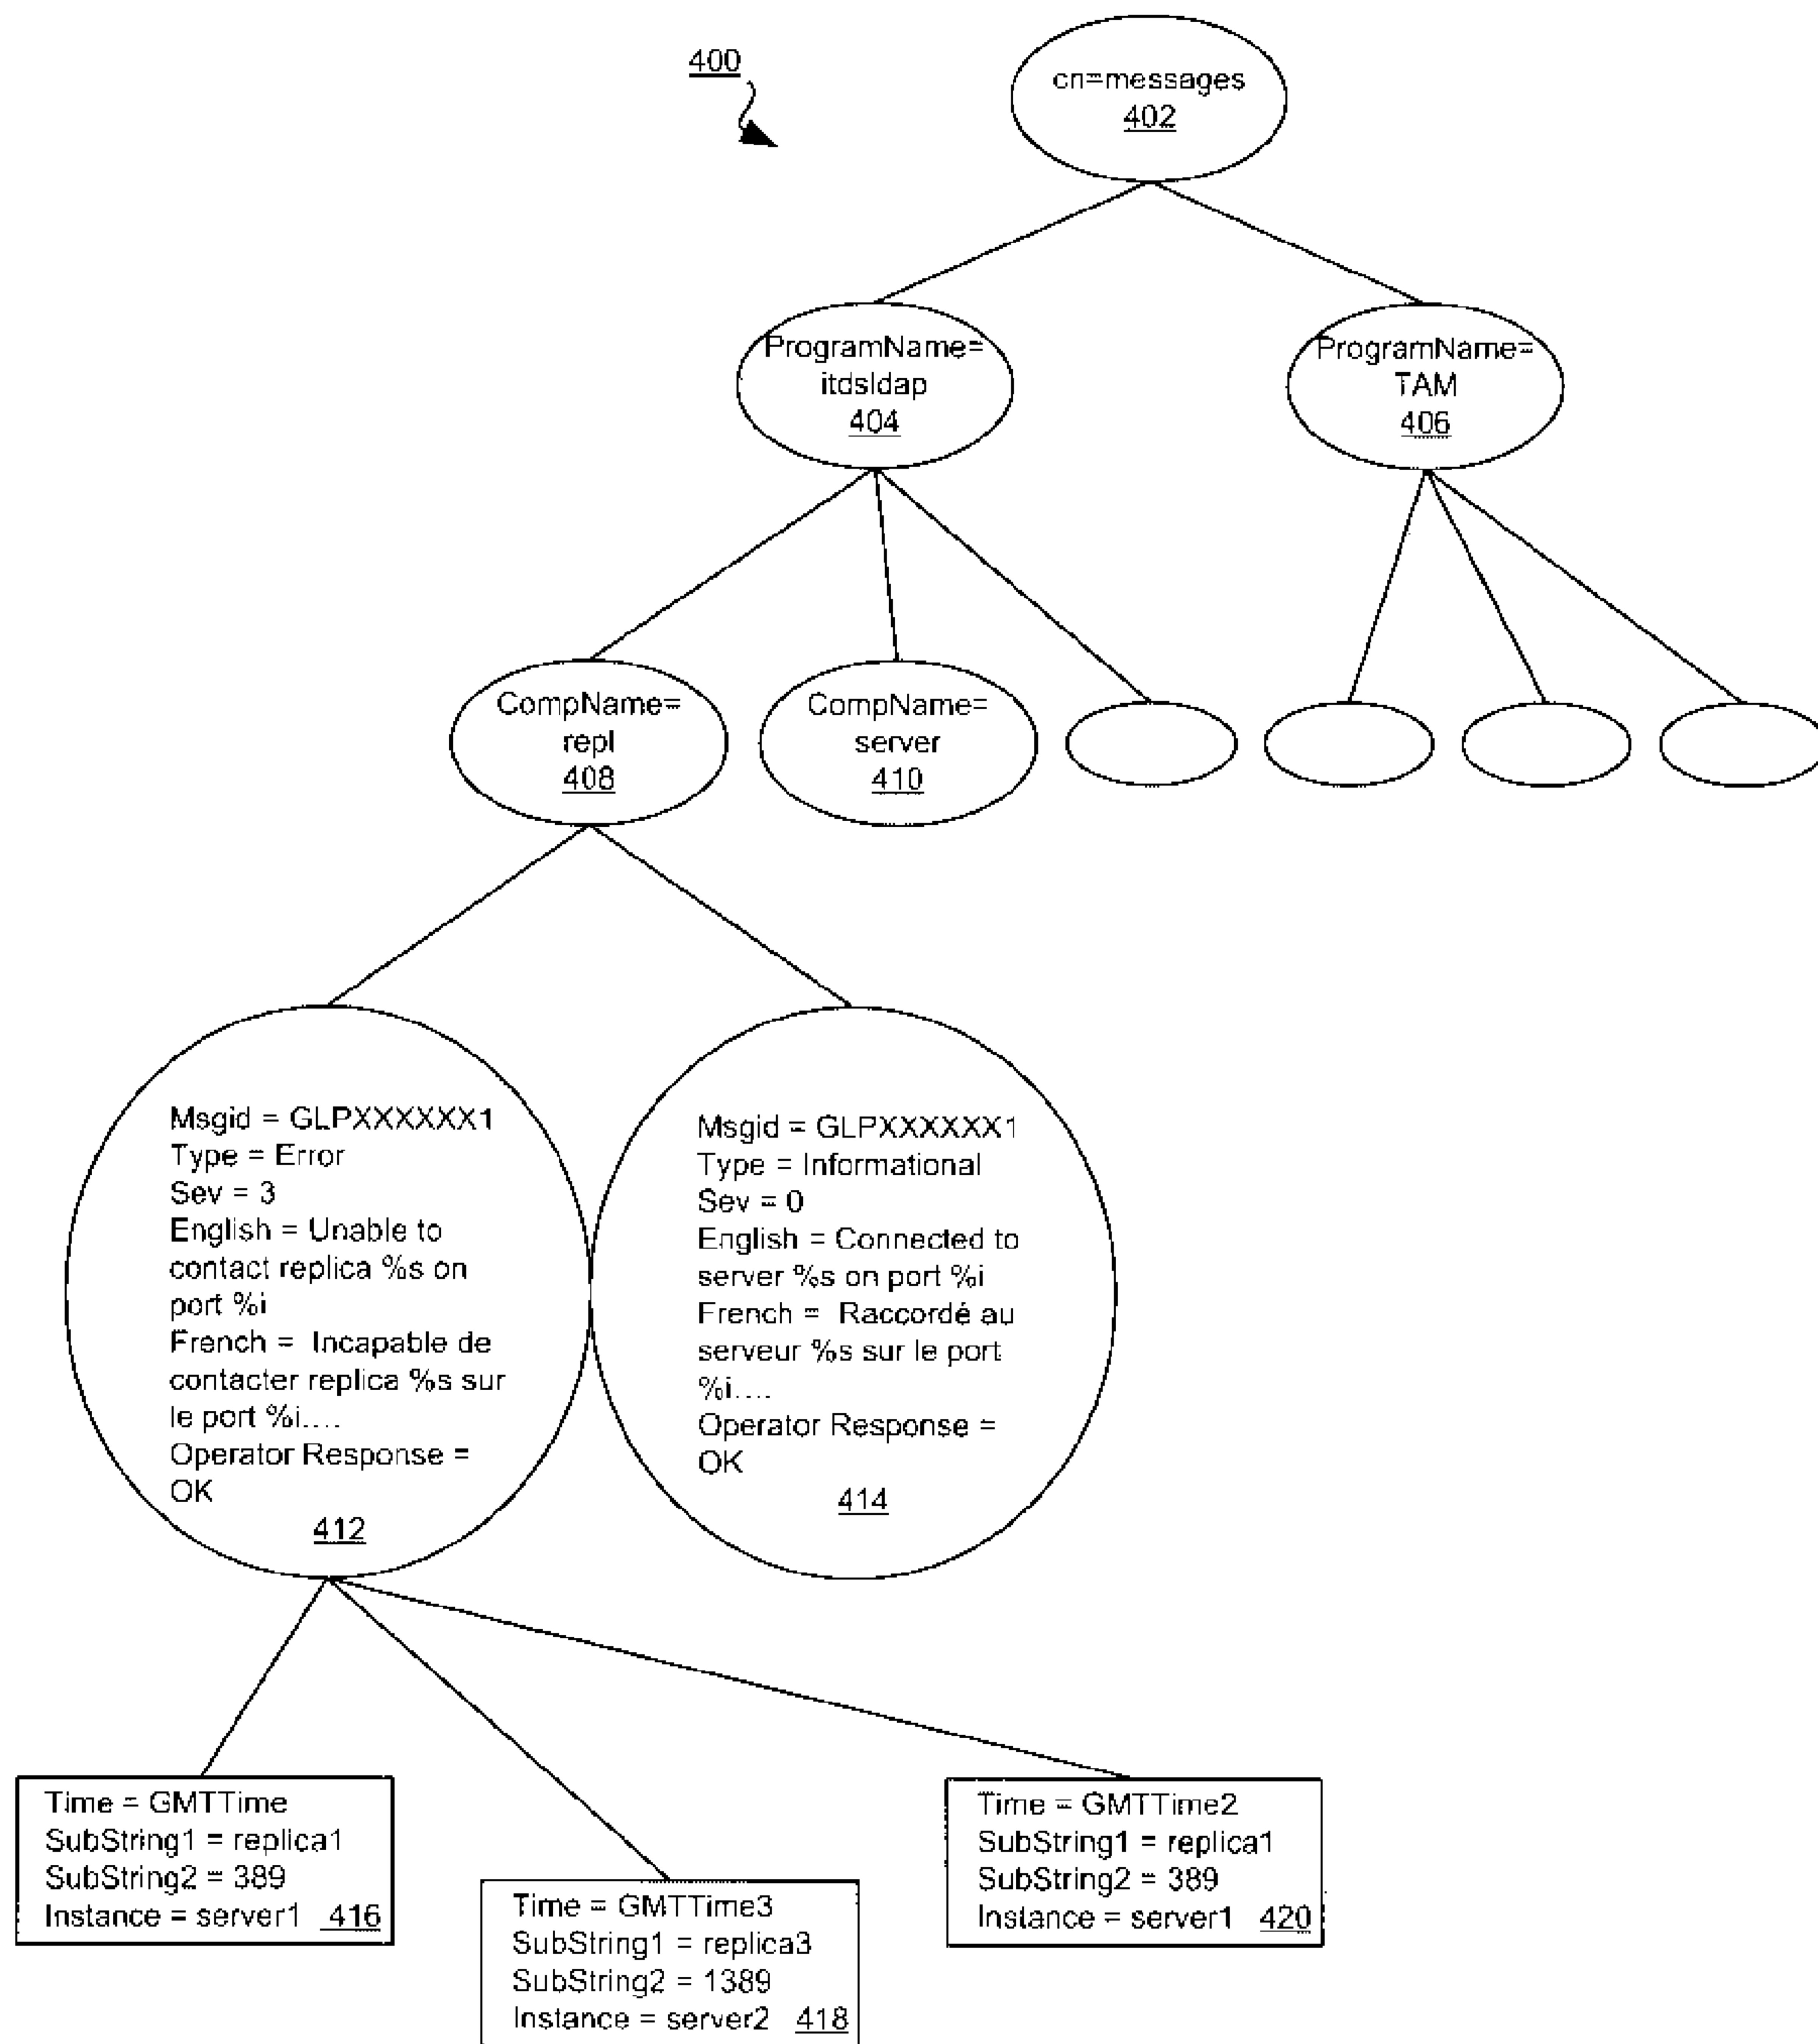 400
cn=messages
402
ProgramName=
itdsldap
404
ProgramName=
TAM
406
CompName=
repl
408
CompName=
server
410
Msgid = GLPXXXXXX1
Type = Error
Sev = 3
English = Unable to
contact replica %s on
port %i
French =  Incapable de
contacter replica %s sur
le port %i....
Operator Response =
OK
412
Msgid = GLPXXXXXX1
Type = Informational
Sev = 0
English = Connected to
server %s on port %i
French =  Raccordé au
serveur %s sur le port
%i....
Operator Response =
OK
414
Time = GMTTime
SubString1 = replica1
SubString2 = 389
Instance = server1  416
Time = GMTTime3
SubString1 = replica3
SubString2 = 1389
Instance = server2  418
Time = GMTTime2
SubString1 = replica1
SubString2 = 389
Instance = server1  420